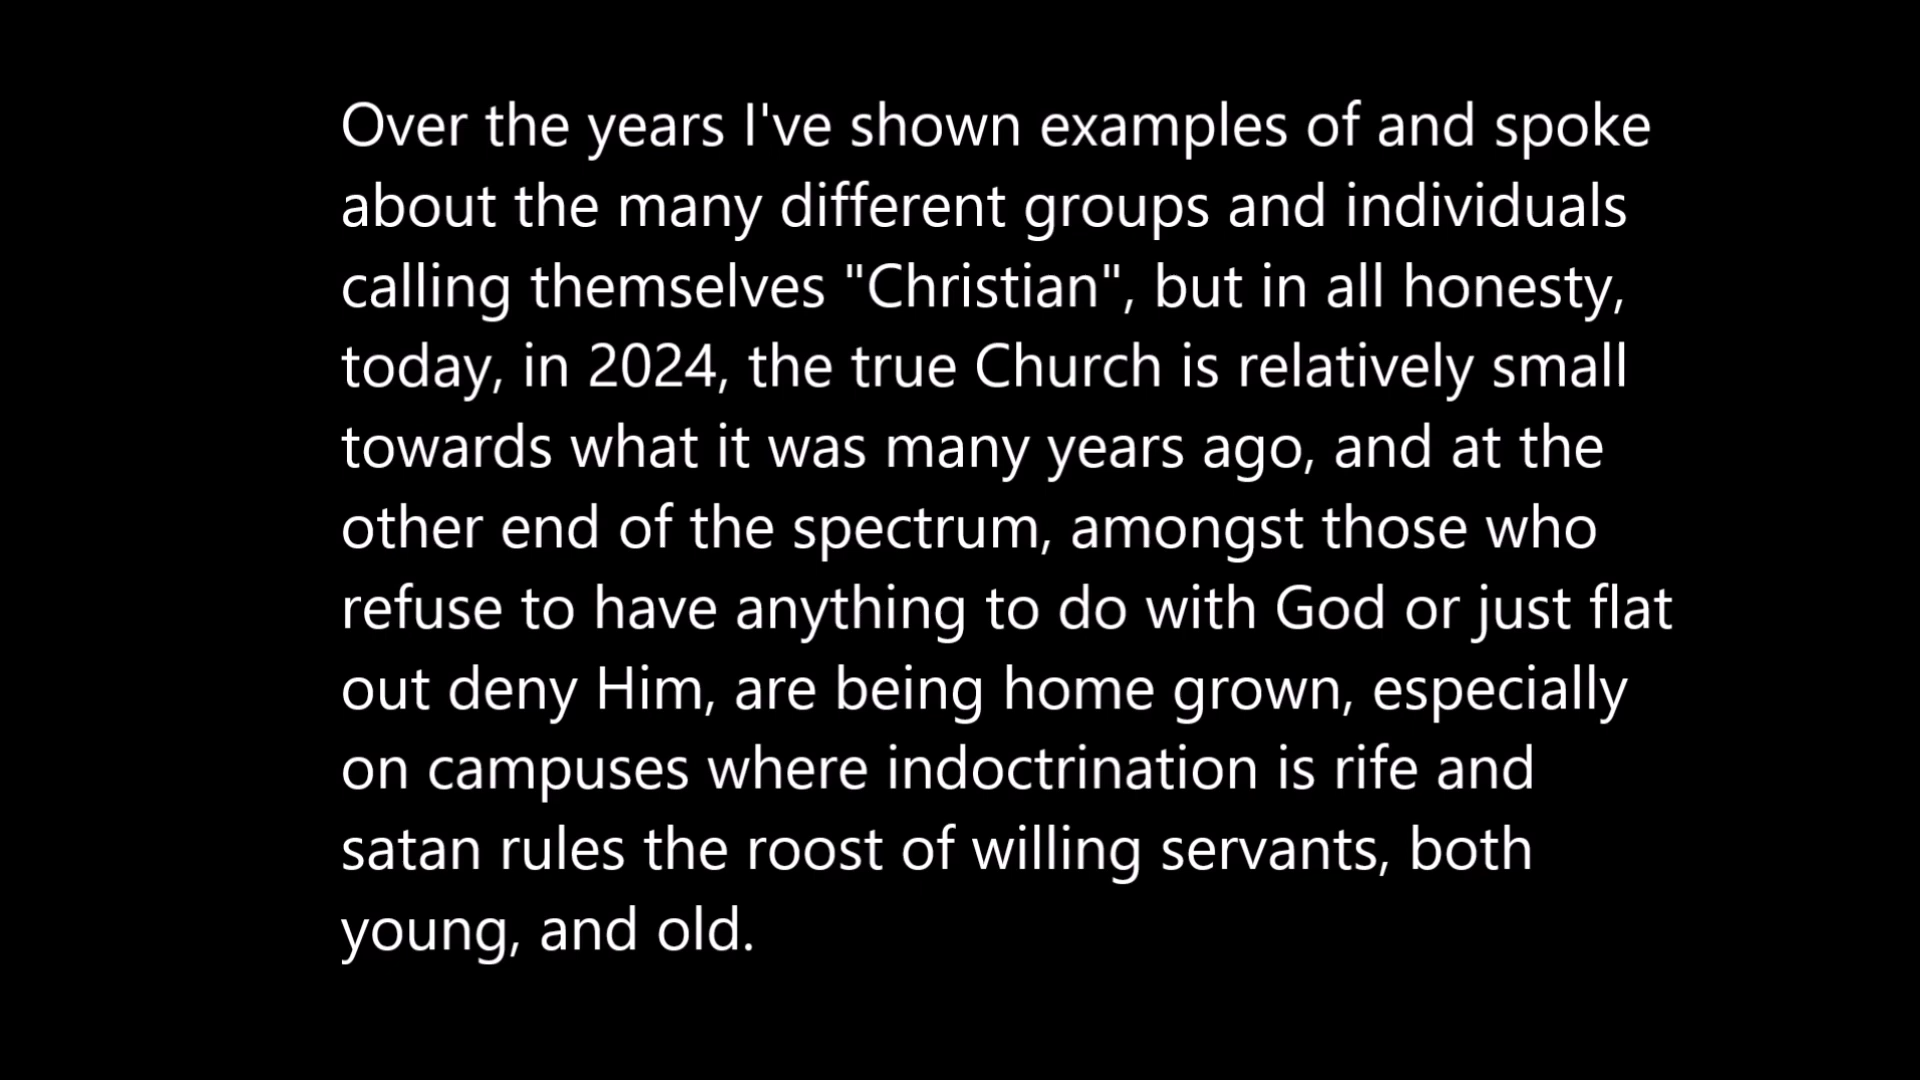 Over the years I've shown examples of and spoke
about the many different groups and individuals
calling themselves "Christian", but in all honesty,
today, in 2024, the true Church is relatively small
towards what it was many years ago, and at the
other end of the spectrum, amongst those who
refuse to have anything to do with God or just flat
out deny Him, are being home grown, especially
on campuses where indoctrination is rife and
satan rules the roost of willing servants, both
young, and old.